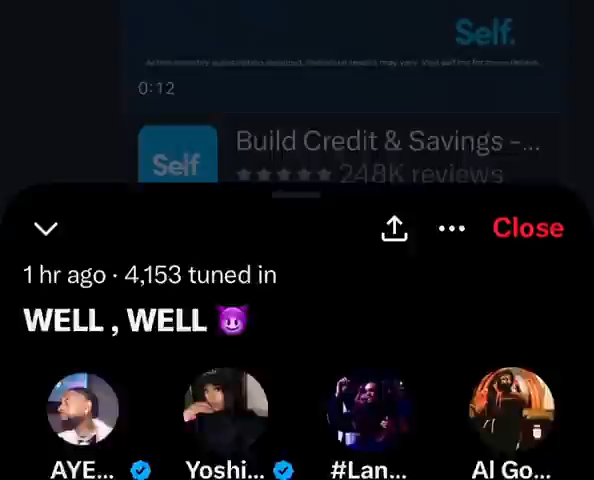 Self.
0:12
Self
Build Credit & Savings -...
248K reviews
Close
1 hr ago · 4,153 tuned in
WELL , WELL 😈
AYE... Yoshi... #Lan... Al Go...